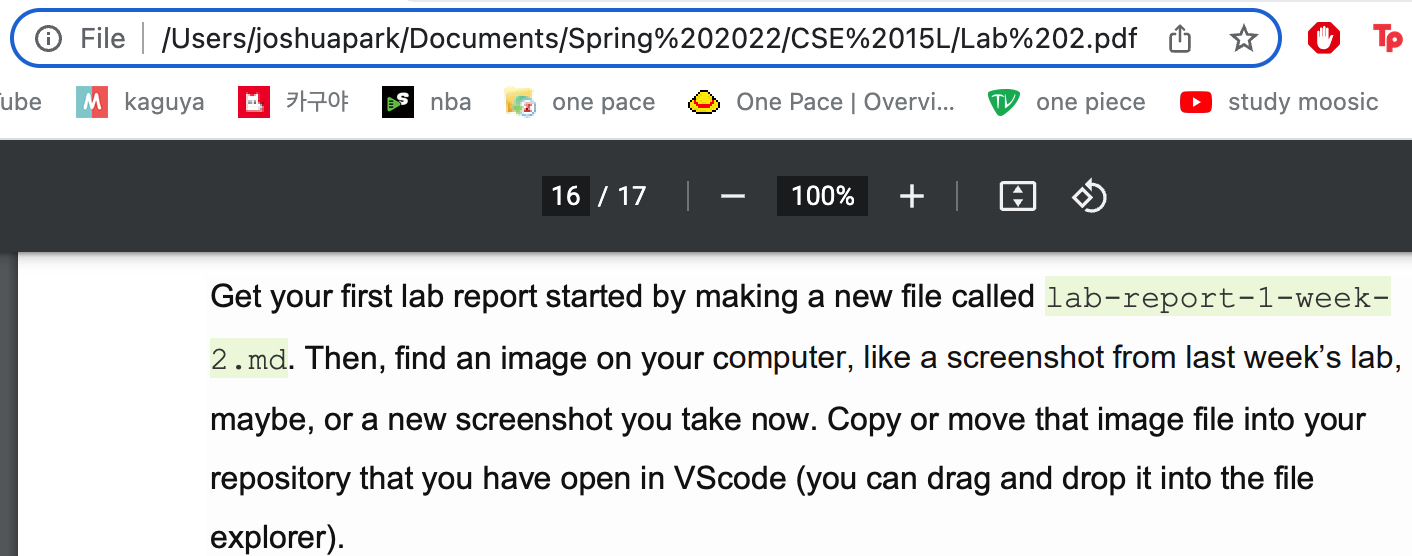 File /Users/joshuapark/Documents/Spring%202022/CSE%2015L/Lab%202.pdf Tp
ube M kaguya 카구야 S nba one pace One Pace | Overvi... TV one piece study moosic
16 / 17 — 100% +
Get your first lab report started by making a new file called lab-report-1-week-
2.md. Then, find an image on your computer, like a screenshot from last week’s lab,
maybe, or a new screenshot you take now. Copy or move that image file into your
repository that you have open in VScode (you can drag and drop it into the file
explorer).